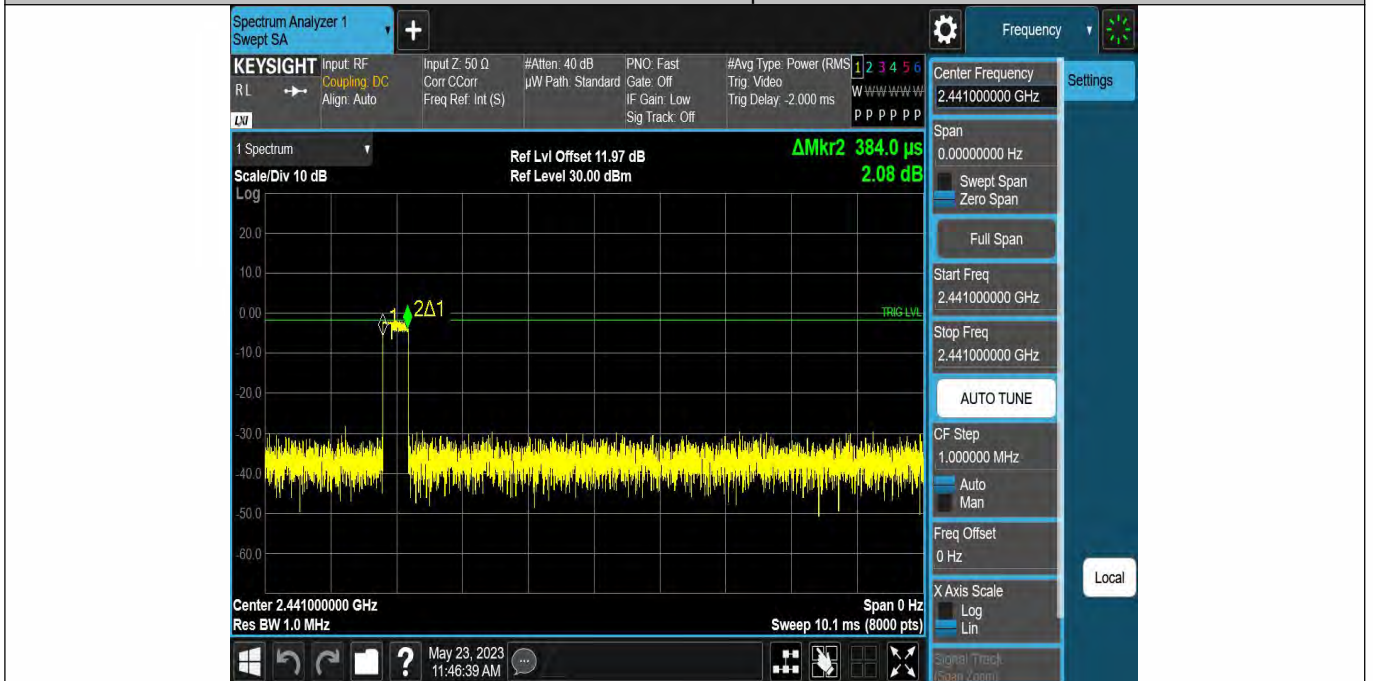 Spectrum Analyzer 1
Swept SA
+
Frequency
KEYSIGHT
RL
LXI
Input: RF
Coupling: DC
Align: Auto
Input Z: 50 Ω
Corr CCorr
Freq Ref: Int (S)
#Atten: 40 dB
µW Path: Standard
PNO: Fast
Gate: Off
IF Gain: Low
Sig Track: Off
#Avg Type: Power (RMS
Trig: Video
Trig Delay: -2.000 ms
1 2 3 4 5 6
W W W W W W
P P P P P P
Center Frequency
2.441000000 GHz
Settings
1 Spectrum
Scale/Div 10 dB
Log
Ref Lvl Offset 11.97 dB
Ref Level 30.00 dBm
ΔMkr2 384.0 µs
2.08 dB
20.0
10.0
0.00
-10.0
-20.0
-30.0
-40.0
-50.0
-60.0
1
2Δ1
TRIG LVL
Span
0.00000000 Hz
Swept Span
Zero Span
Full Span
Start Freq
2.441000000 GHz
Stop Freq
2.441000000 GHz
AUTO TUNE
CF Step
1.000000 MHz
Auto
Man
Freq Offset
0 Hz
X Axis Scale
Log
Lin
Signal Track
(Span Zoom)
Local
Center 2.441000000 GHz
Res BW 1.0 MHz
Span 0 Hz
Sweep 10.1 ms (8000 pts)
?
May 23, 2023
11:46:39 AM